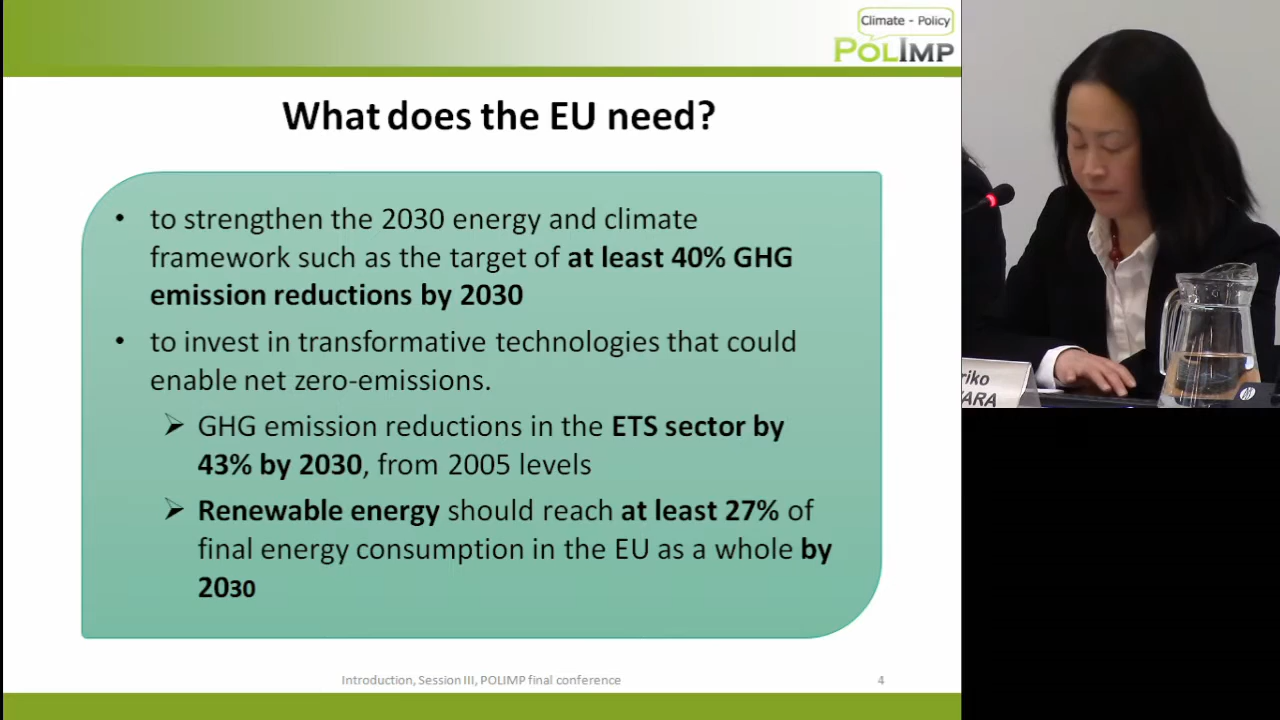 Climate - Policy
POLIMP
What does the EU need?
• to strengthen the 2030 energy and climate
framework such as the target of at least 40% GHG
emission reductions by 2030
• to invest in transformative technologies that could
enable net zero-emissions.
➢ GHG emission reductions in the ETS sector by
43% by 2030, from 2005 levels
➢ Renewable energy should reach at least 27% of
final energy consumption in the EU as a whole by
2030
Introduction, Session III, POLIMP final conference
4
riko